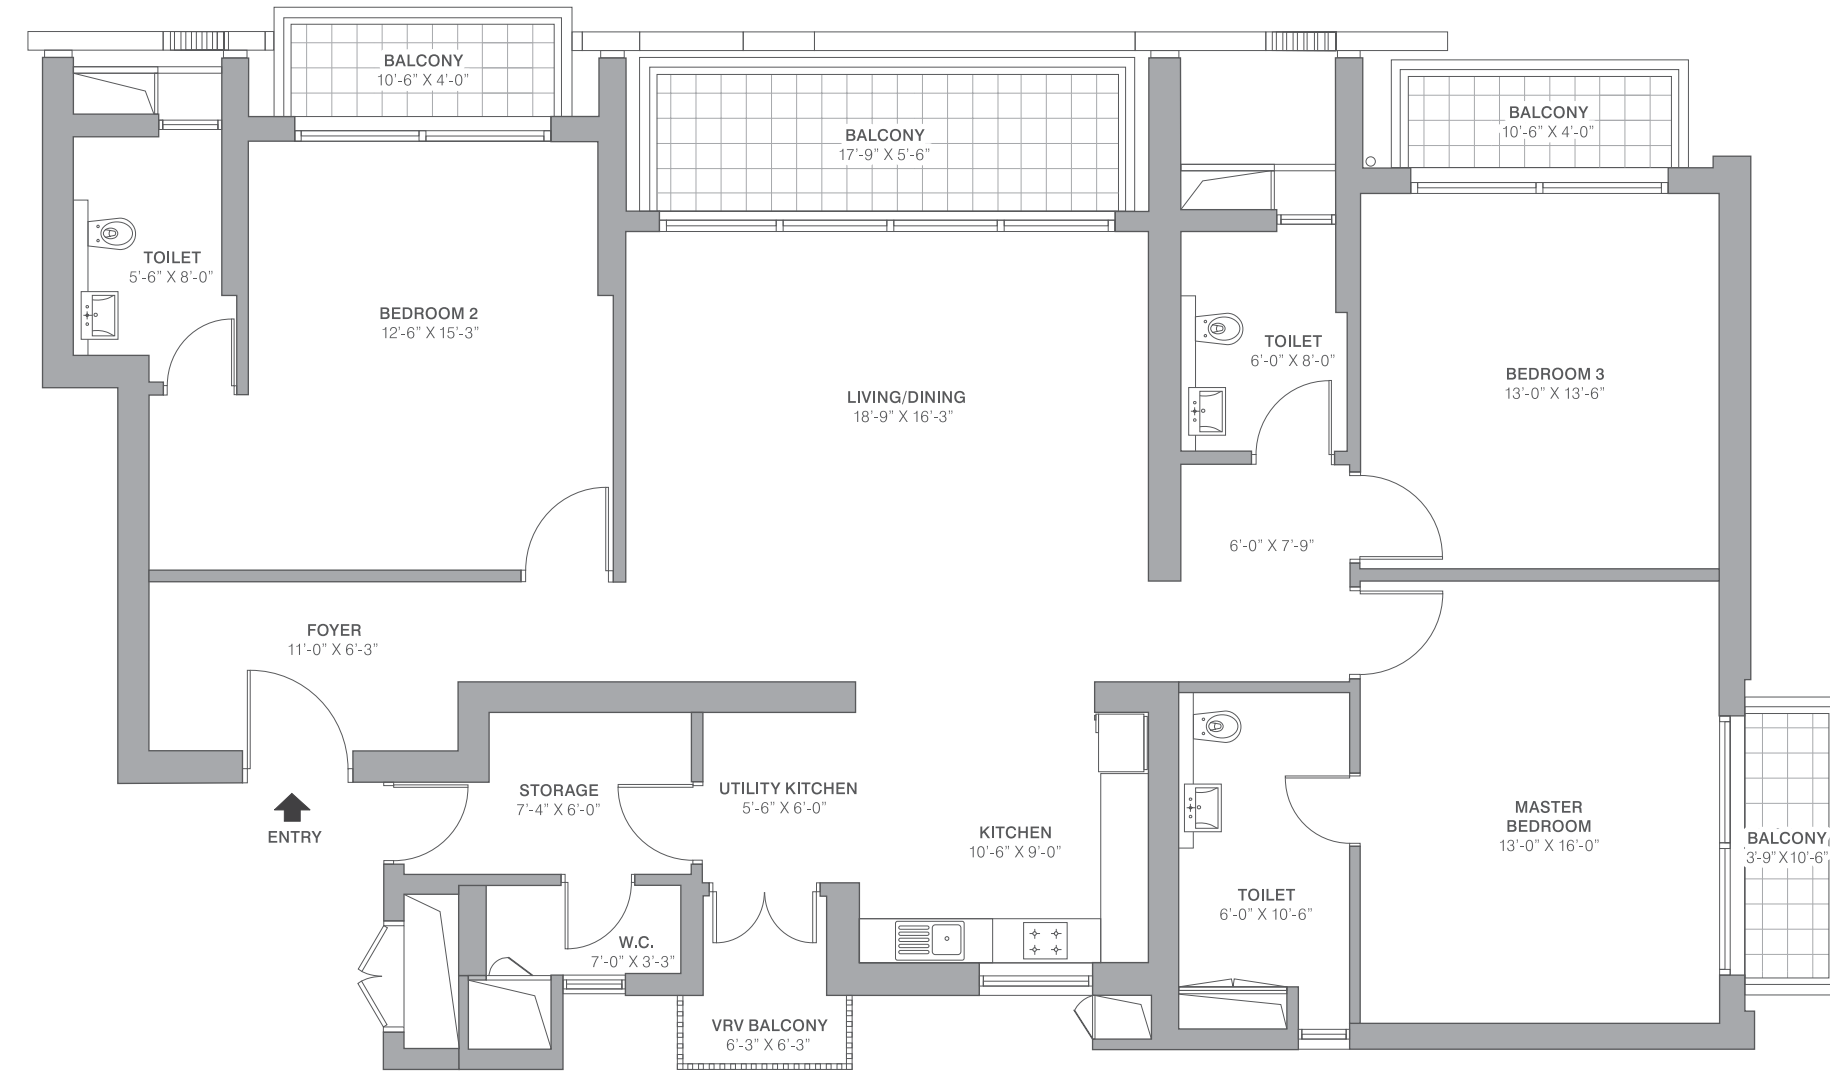 BALCONY
10’-6” X 4’-0”
BALCONY
17’-9” X 5’-6”
BALCONY
10’-6” X 4’-0”
TOILET
5’-6” X 8’-0”
BEDROOM 2
12’-6” X 15’-3”
LIVING/DINING
18’-9” X 16’-3”
TOILET
6’-0” X 8’-0”
BEDROOM 3
13’-0” X 13’-6”
6’-0” X 7’-9”
FOYER
11’-0” X 6’-3”
ENTRY
STORAGE
7’-4” X 6’-0”
UTILITY KITCHEN
5’-6” X 6’-0”
KITCHEN
10’-6” X 9’-0”
MASTER
BEDROOM
13’-0” X 16’-0”
BALCONY
3’-9” X 10’-6”
TOILET
6’-0” X 10’-6”
W.C.
7’-0” X 3’-3”
VRV BALCONY
6’-3” X 6’-3”